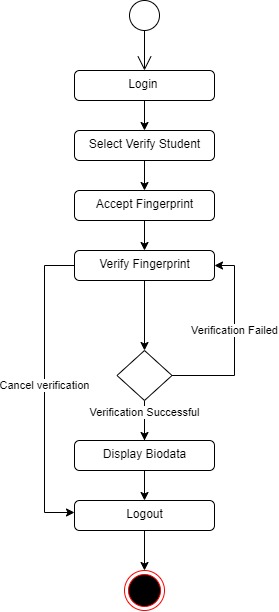 Login
Select Verify Student
Accept Fingerprint
Verify Fingerprint
Verification Failed
Cancel verification
Verification Successful
Display Biodata
Logout